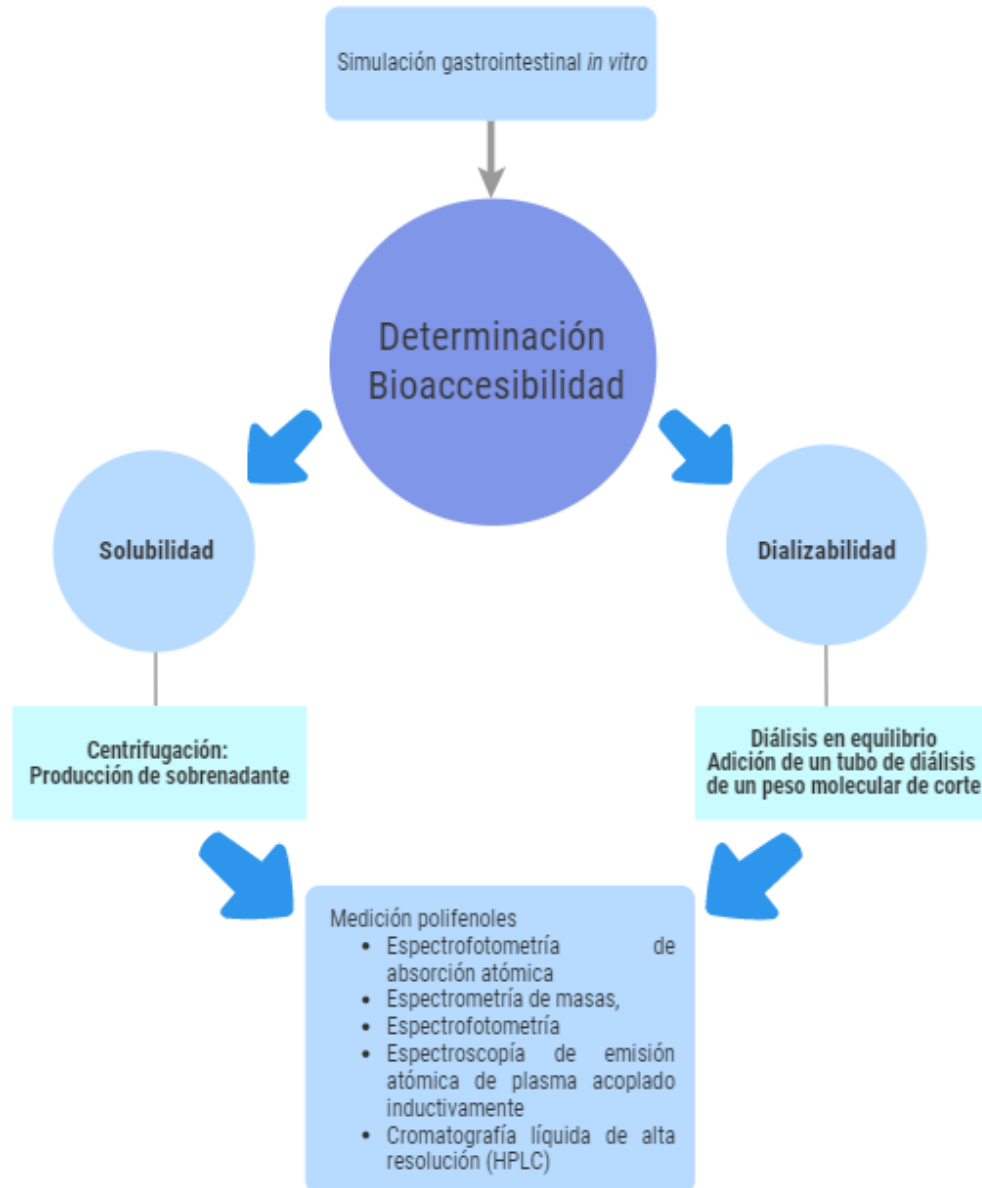 Simulación gastrointestinal in vitro
Determinación
Bioaccesibilidad
Solubilidad
Dializabilidad
Centrifugación:
Producción de sobrenadante
Diálisis en equilibrio
Adición de un tubo de diálisis
de un peso molecular de corte
Medición polifenoles
• Espectrofotometría de
absorción atómica
• Espectrometría de masas,
• Espectrofotometría
• Espectroscopía de emisión
atómica de plasma acoplado
inductivamente
• Cromatografía líquida de alta
resolución (HPLC)